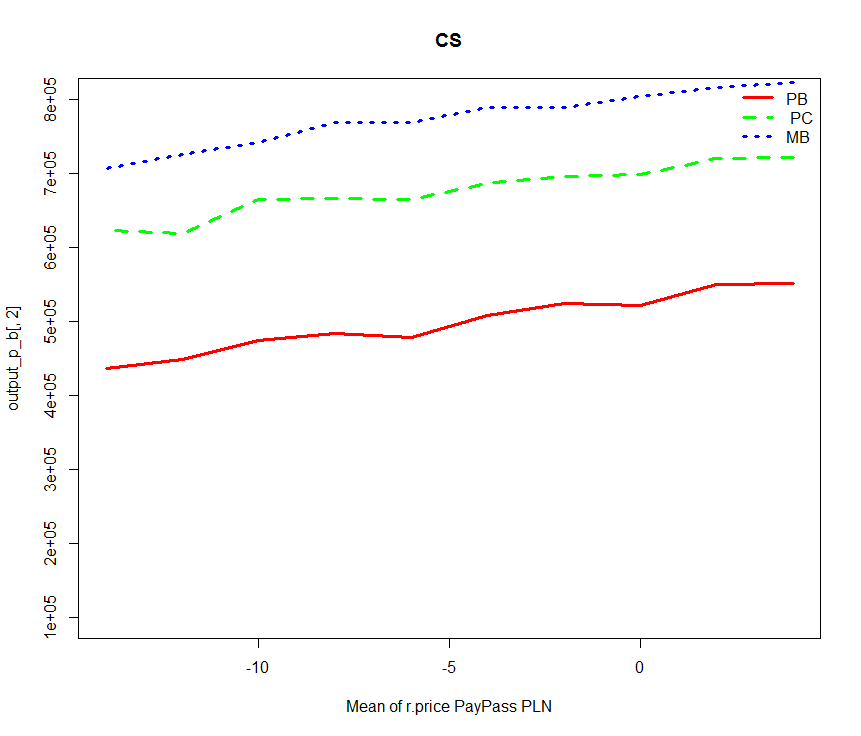 CS
8e+05
7e+05
6e+05
5e+05
4e+05
3e+05
2e+05
1e+05
output_p_b[, 2]
PB
PC
MB
-10
-5
0
Mean of r.price PayPass PLN